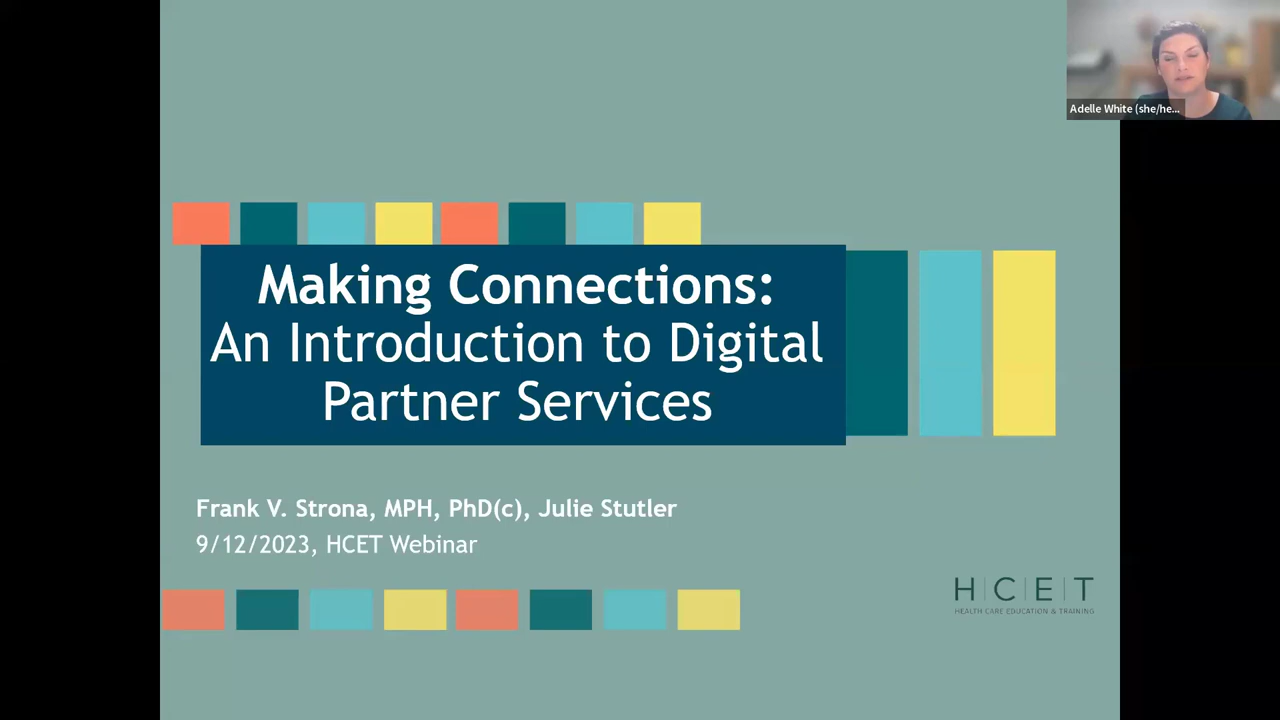 Adelle White (she/he...
Making Connections:
An Introduction to Digital
Partner Services
Frank V. Strona, MPH, PhD(c), Julie Stutler
9/12/2023, HCET Webinar
H|C|E|T
HEALTH CARE EDUCATION & TRAINING